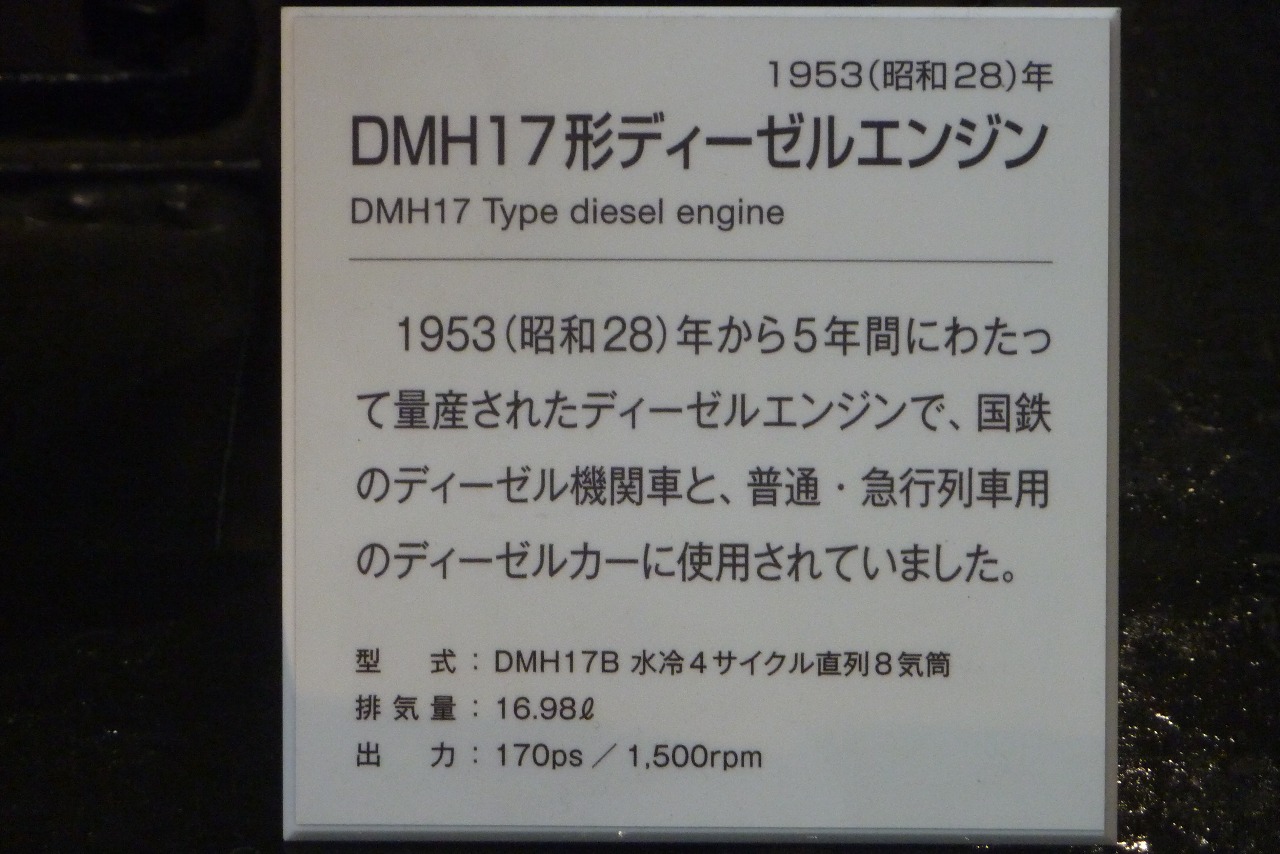 1953(昭和28)年
DMH17形ディーゼルエンジン
DMH17 Type diesel engine
1953(昭和28)年から5年間にわたっ
て量産されたディーゼルエンジンで、国鉄
のディーゼル機関車と、普通・急行列車用
のディーゼルカーに使用されていました。
型 式：DMH17B 水冷4サイクル直列8気筒
排気量：16.98ℓ
出 力：170ps／1,500rpm